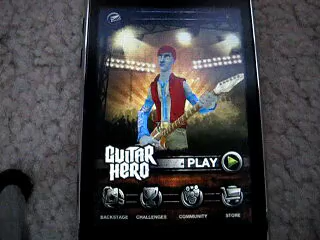 GUITAR
HERO
PLAY
BACKSTAGE CHALLENGES COMMUNITY STORE